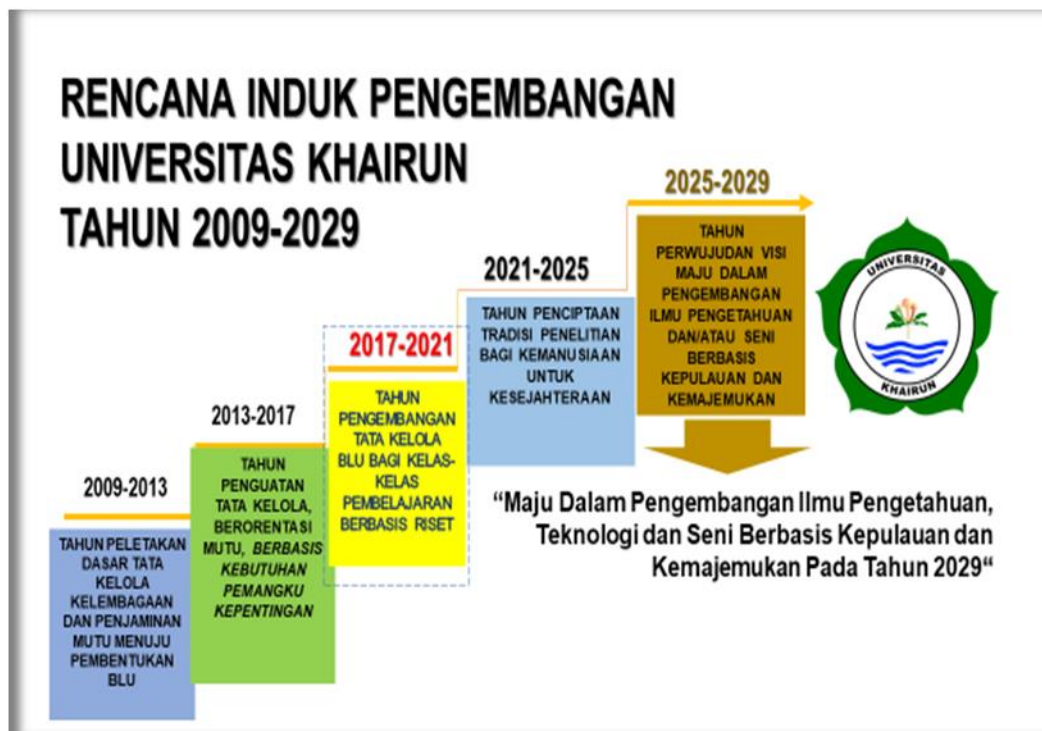 RENCANA INDUK PENGEMBANGAN
UNIVERSITAS KHAIRUN
TAHUN 2009-2029
2009-2013
TAHUN PELETAKAN
DASAR TATA
KELOLA
KELEMBAGAAN
DAN PENJAMINAN
MUTU MENUJU
PEMBENTUKAN
BLU
2013-2017
TAHUN
PENGUATAN
TATA KELOLA,
BERORENTASI
MUTU, BERBASIS
KEBUTUHAN
PEMANGKU
KEPENTINGAN
2017-2021
TAHUN
PENGEMBANGAN
TATA KELOLA
BLU BAGI KELAS-
KELAS
PEMBELAJARAN
BERBASIS RISET
2021-2025
TAHUN PENCIPTAAN
TRADISI PENELITIAN
BAGI KEMANUSIAAN
UNTUK
KESEJAHTERAAN
2025-2029
TAHUN
PERWUJUDAN VISI
MAJU DALAM
PENGEMBANGAN
ILMU PENGETAHUAN
DAN/ATAU SENI
BERBASIS
KEPULAUAN DAN
KEMAJEMUKAN
UNIVERSITAS
KHAIRUN
“Maju Dalam Pengembangan Ilmu Pengetahuan,
Teknologi dan Seni Berbasis Kepulauan dan
Kemajemukan Pada Tahun 2029“